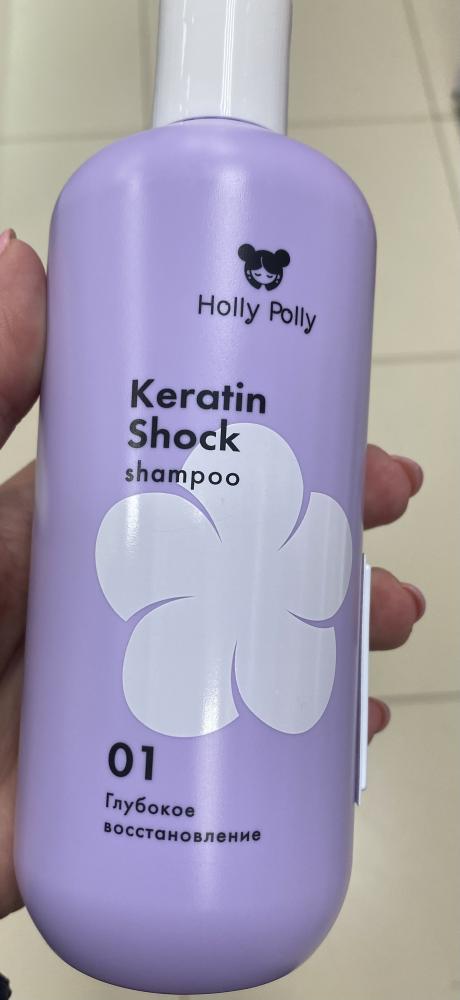 Holly Polly
Keratin
Shock
shampoo
01
Глубокое
восстановление